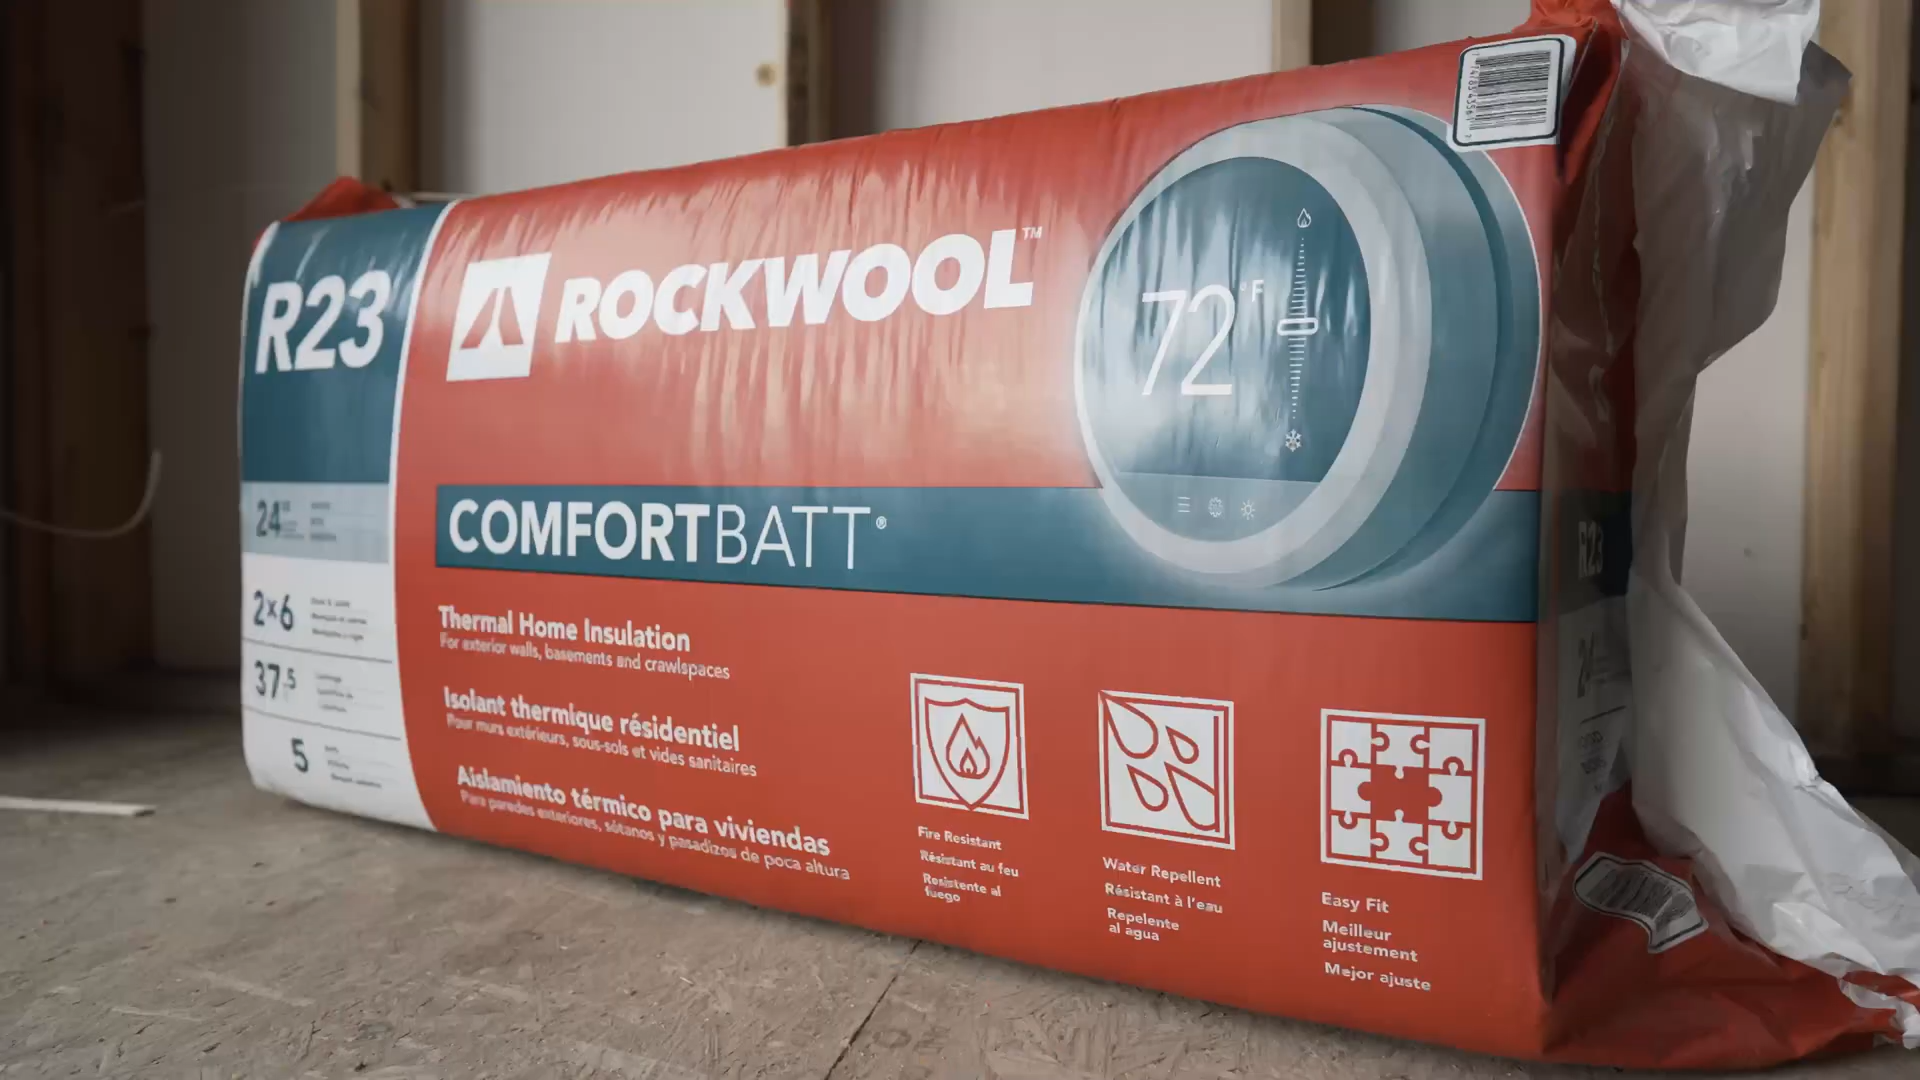 R23
24
2x6
37.5
5
ROCKWOOL™
72°F
COMFORTBATT®
Thermal Home Insulation
For exterior walls, basements and crawlspaces
Isolant thermique résidentiel
Pour murs extérieurs, sous-sols et vides sanitaires
Aislamiento térmico para viviendas
Para paredes exteriores, sótanos y pasadizos de poca altura
Fire Resistant
Résistant au feu
Resistente al
fuego
Water Repellent
Résistant à l'eau
Repelente
al agua
Easy Fit
Meilleur
ajustement
Mejor ajuste
R23
24